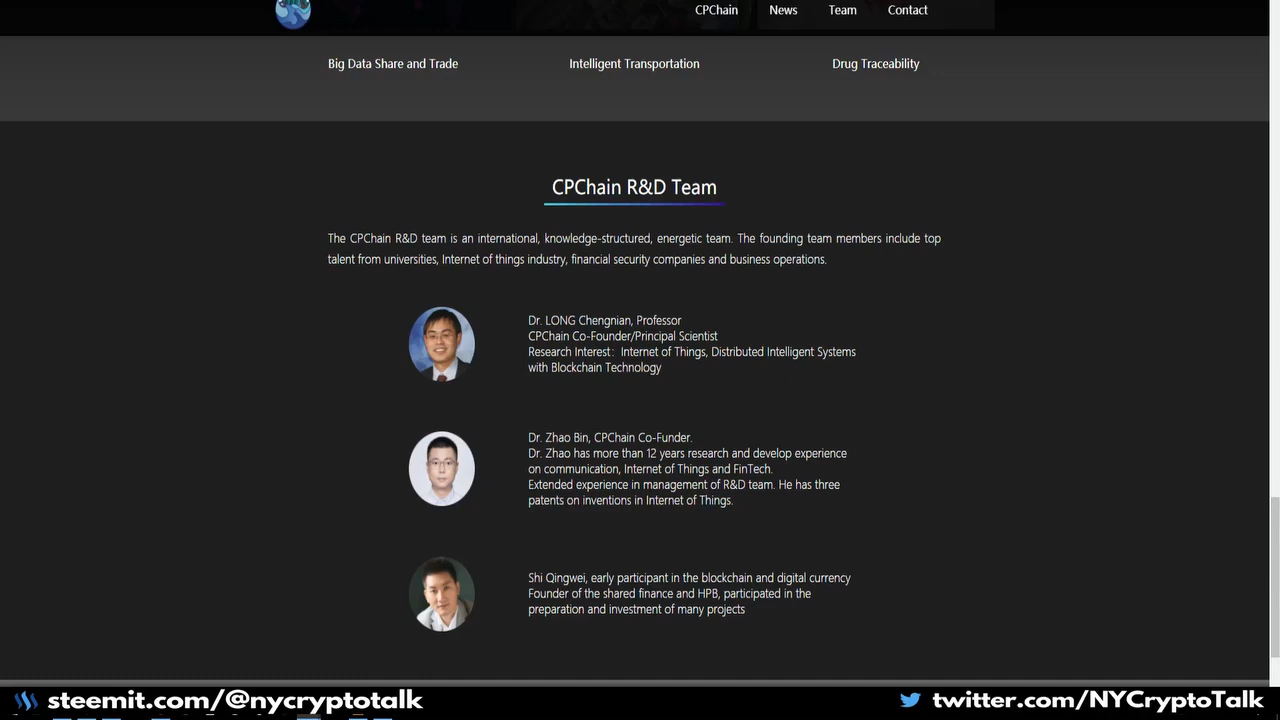 CPChain News Team Contact
Big Data Share and Trade Intelligent Transportation Drug Traceability
CPChain R&D Team
The CPChain R&D team is an international, knowledge-structured, energetic team. The founding team members include top
talent from universities, Internet of things industry, financial security companies and business operations.
Dr. LONG Chengnian, Professor
CPChain Co-Founder/Principal Scientist
Research Interest: Internet of Things, Distributed Intelligent Systems
with Blockchain Technology
Dr. Zhao Bin, CPChain Co-Funder.
Dr. Zhao has more than 12 years research and develop experience
on communication, Internet of Things and FinTech.
Extended experience in management of R&D team. He has three
patents on inventions in Internet of Things.
Shi Qingwei, early participant in the blockchain and digital currency
Founder of the shared finance and HPB, participated in the
preparation and investment of many projects
steemit.com/@nycryptotalk twitter.com/NYCryptoTalk